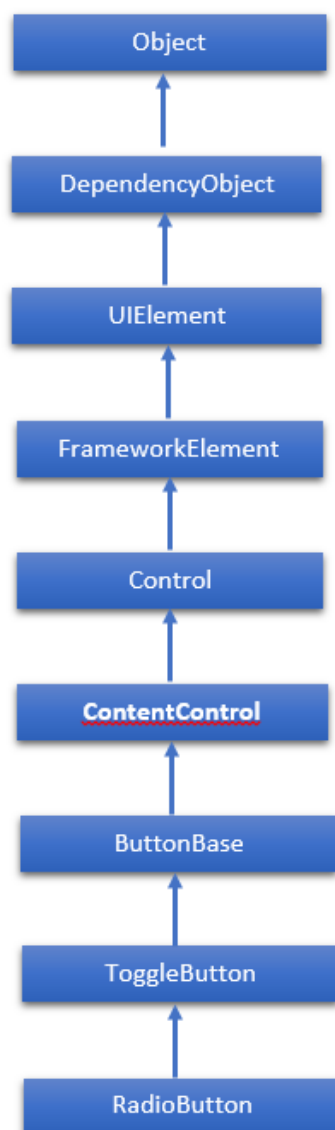 Object
DependencyObject
UIElement
FrameworkElement
Control
ContentControl
ButtonBase
ToggleButton
RadioButton